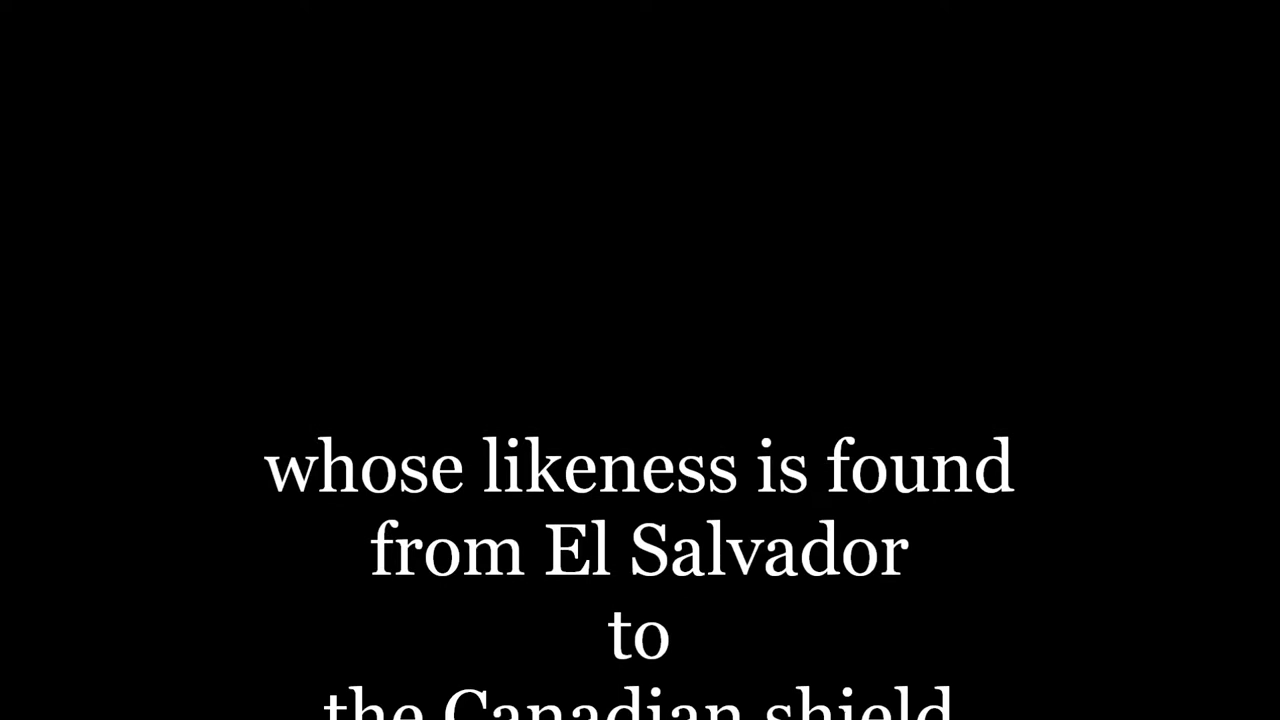 whose likeness is found
from El Salvador
to
the Canadian shield